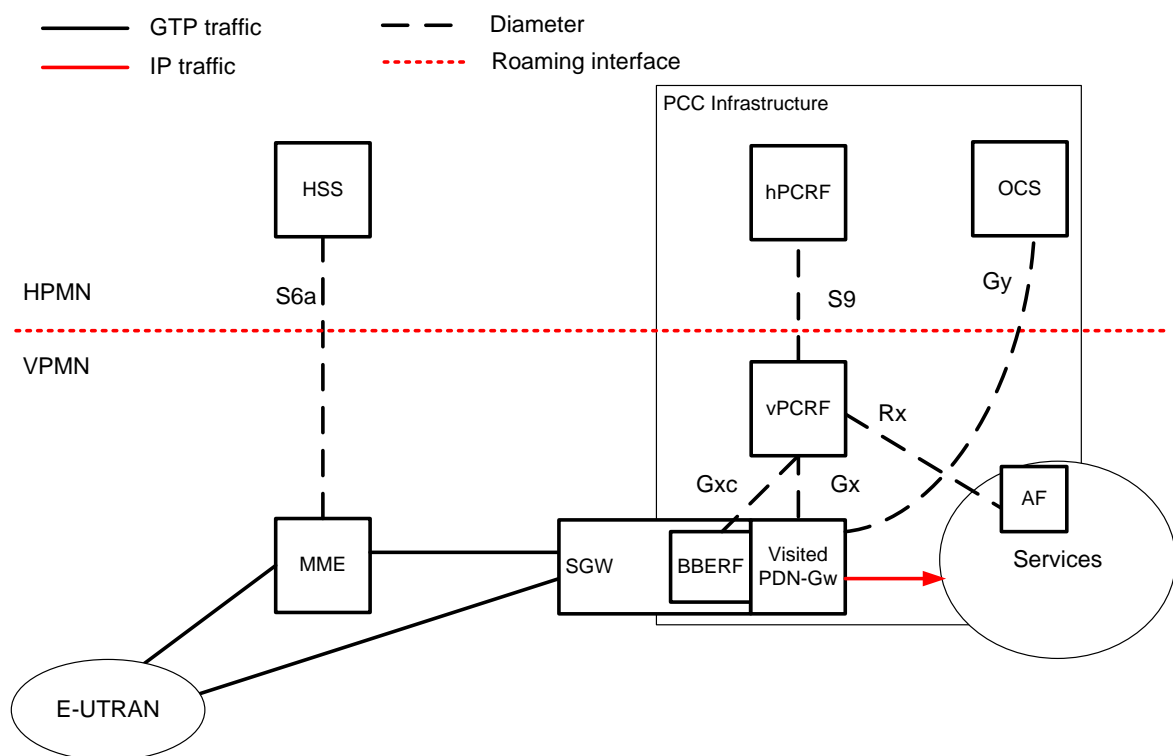 GTP traffic
Diameter
IP traffic
Roaming interface
PCC Infrastructure
HSS
hPCRF
OCS
HPMN
S6a
S9
Gy
VPMN
vPCRF
Rx
Gxc
Gx
AF
MME
SGW
BBERF
Visited
PDN-Gw
Services
E-UTRAN